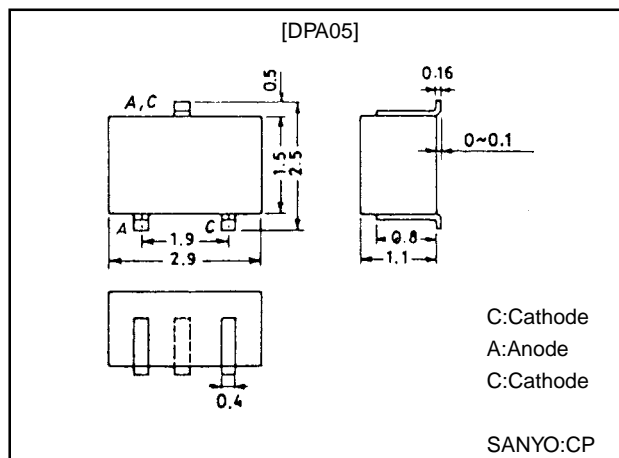 [DPA05]
A, C
0.5
1.5
2.5
A
C
1.9
2.9
0.16
0~0.1
0.8
1.1
0.4
C:Cathode
A:Anode
C:Cathode
SANYO:CP